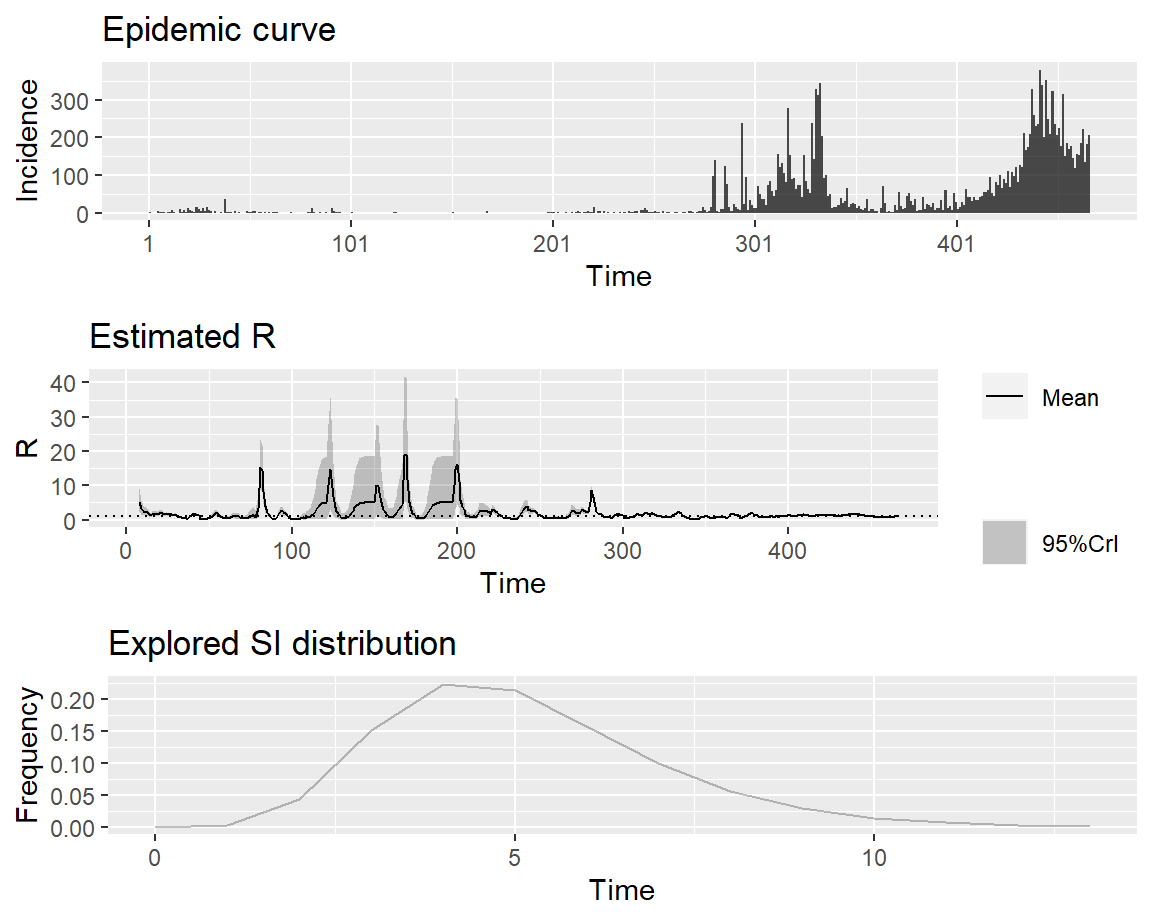 Epidemic curve
Incidence
300
200
100
0
1 101 201 301 401
Time
Estimated R
R
40
30
20
10
0
0 100 200 300 400
Time
Mean
95%CrI
Explored SI distribution
Frequency
0.20
0.15
0.10
0.05
0.00
0 5 10
Time